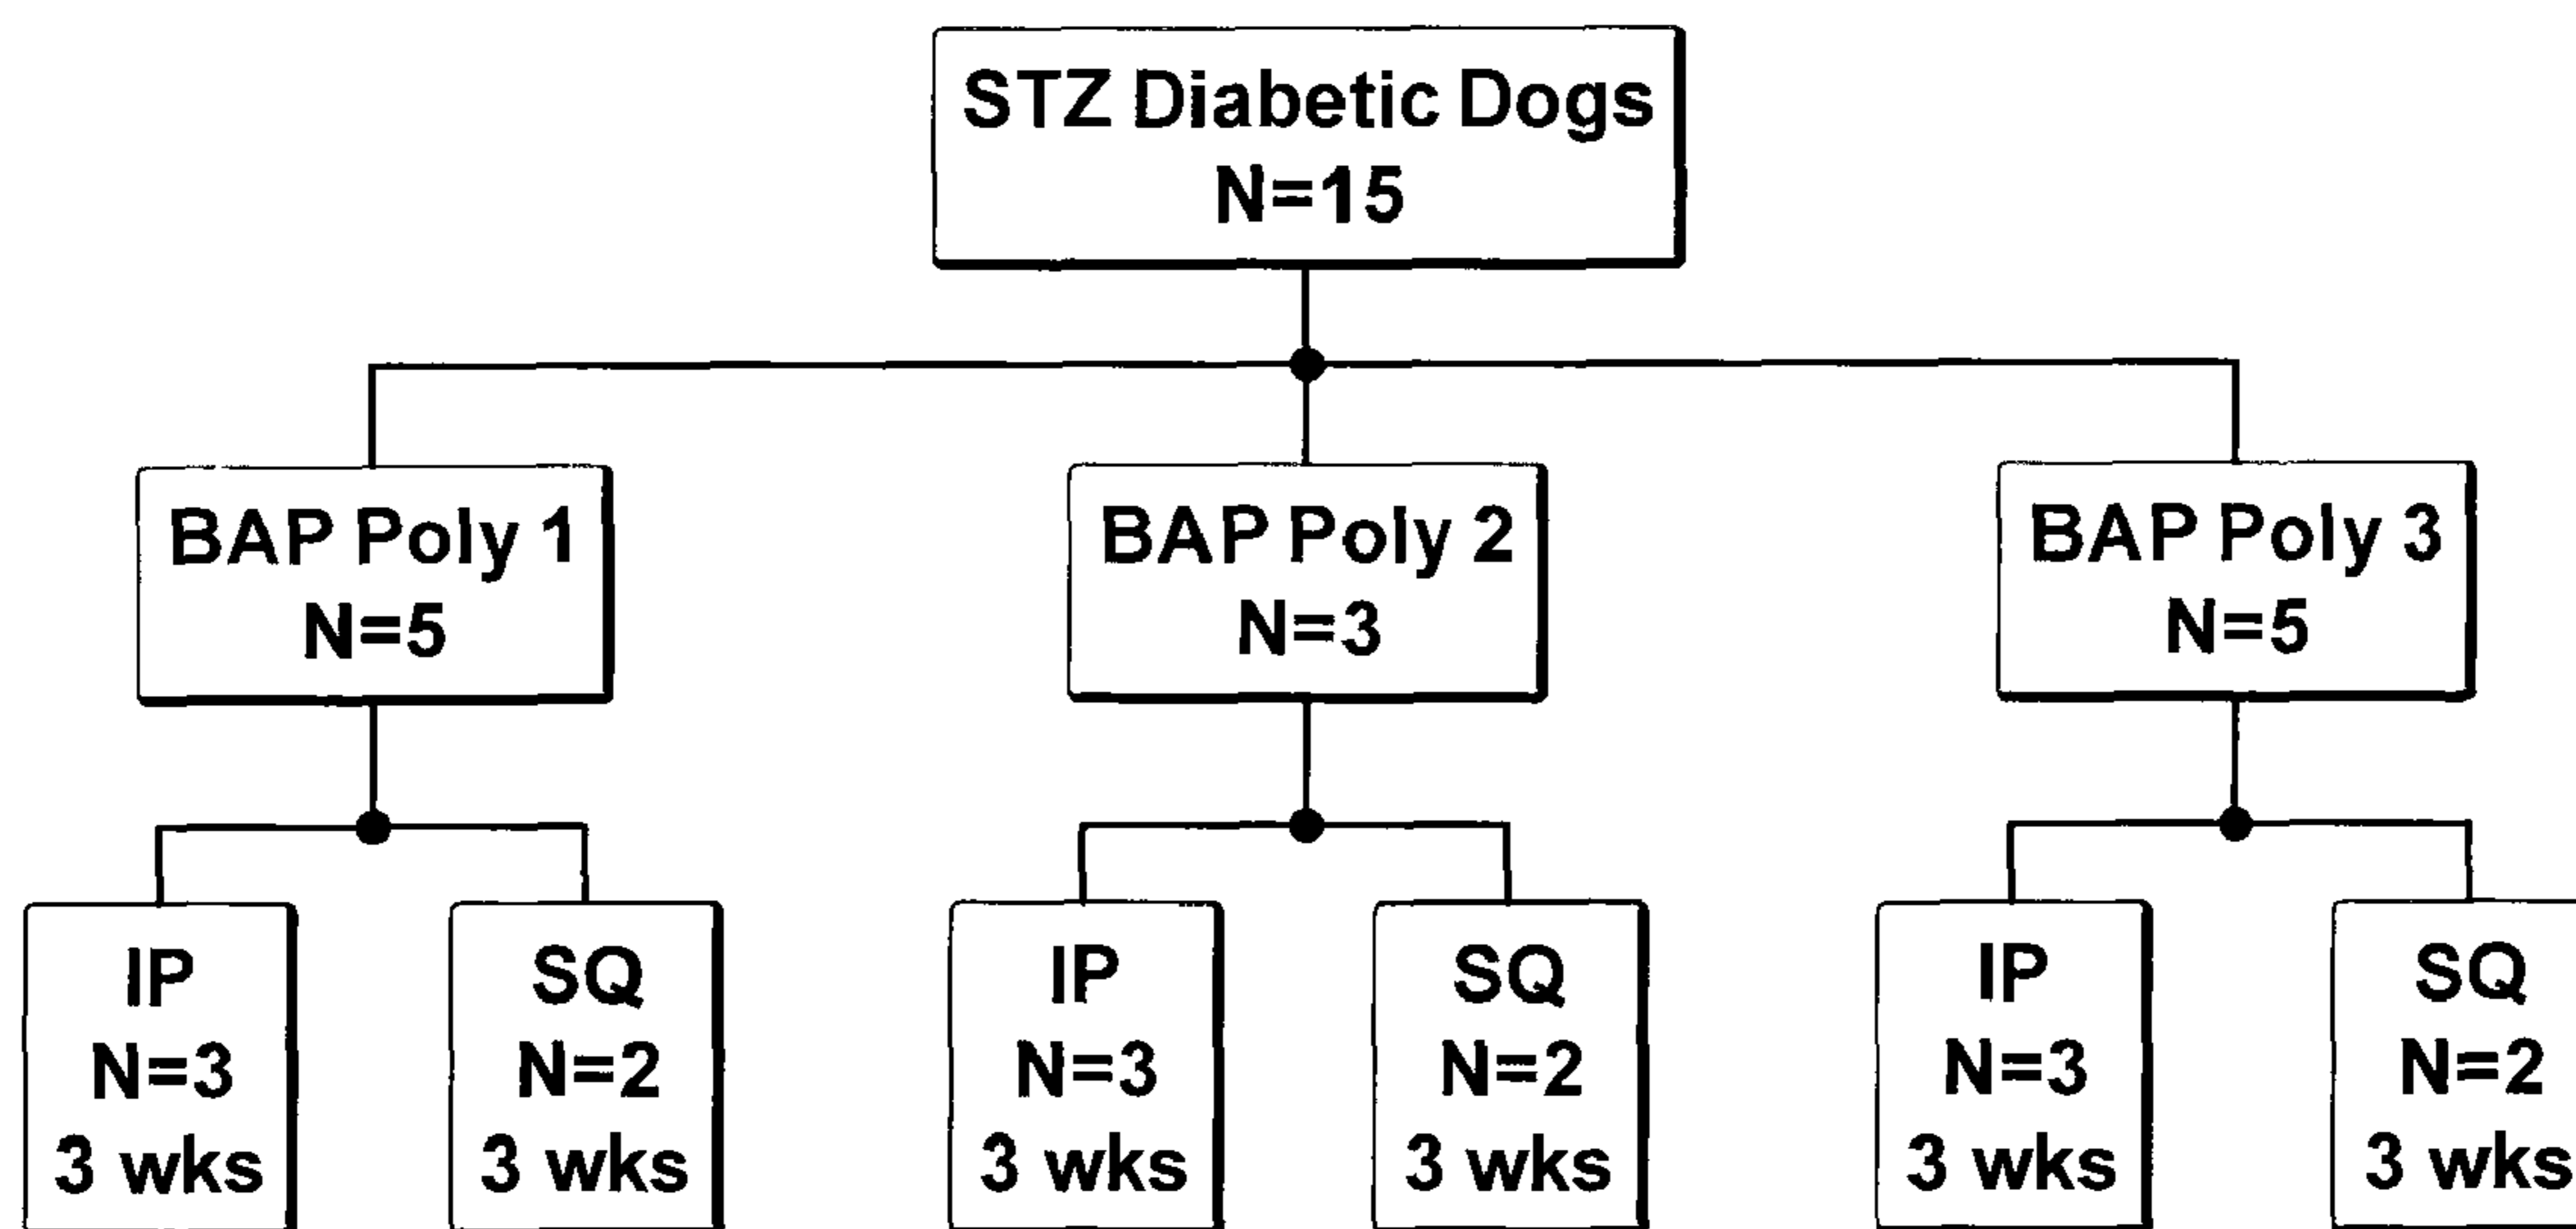 STZ Diabetic Dogs
N=15
BAP Poly 1
N=5
BAP Poly 2
N=3
BAP Poly 3
N=5
IP
N=3
3 wks
SQ
N=2
3 wks
IP
N=3
3 wks
SQ
N=2
3 wks
IP
N=3
3 wks
SQ
N=2
3 wks